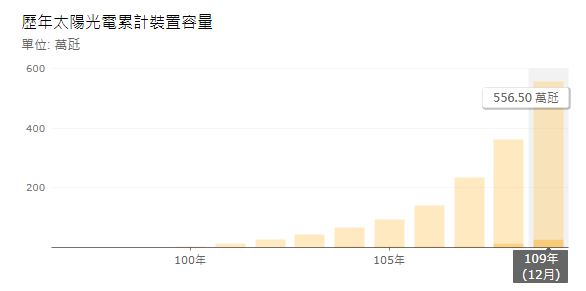 歷年太陽光電累計裝置容量
單位: 萬瓩
600
556.50 萬瓩
400
200
100年
105年
109年
(12月)